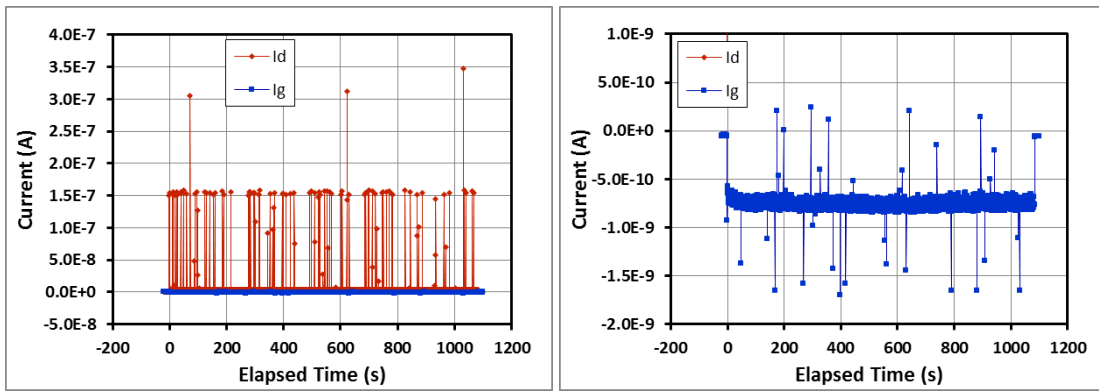 4.0E-7
3.5E-7
3.0E-7
2.5E-7
2.0E-7
1.5E-7
1.0E-7
5.0E-8
0.0E+0
-5.0E-8
Current (A)
Id
Ig
-200 0 200 400 600 800 1000 1200
Elapsed Time (s)
1.0E-9
5.0E-10
0.0E+0
-5.0E-10
-1.0E-9
-1.5E-9
-2.0E-9
Current (A)
Id
Ig
-200 0 200 400 600 800 1000 1200
Elapsed Time (s)